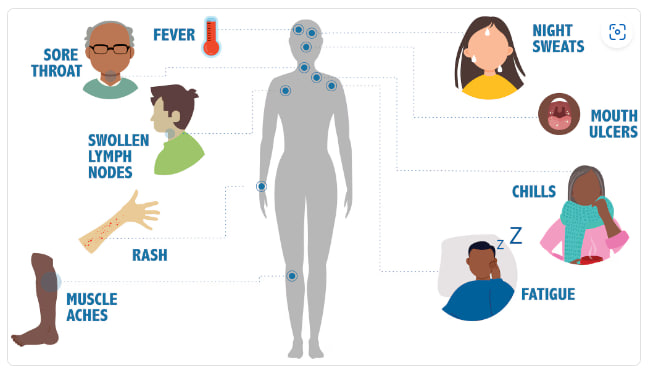 FEVER
SORE
THROAT
SWOLLEN
LYMPH
NODES
RASH
MUSCLE
ACHES
NIGHT
SWEATS
MOUTH
ULCERS
CHILLS
Z Z
FATIGUE